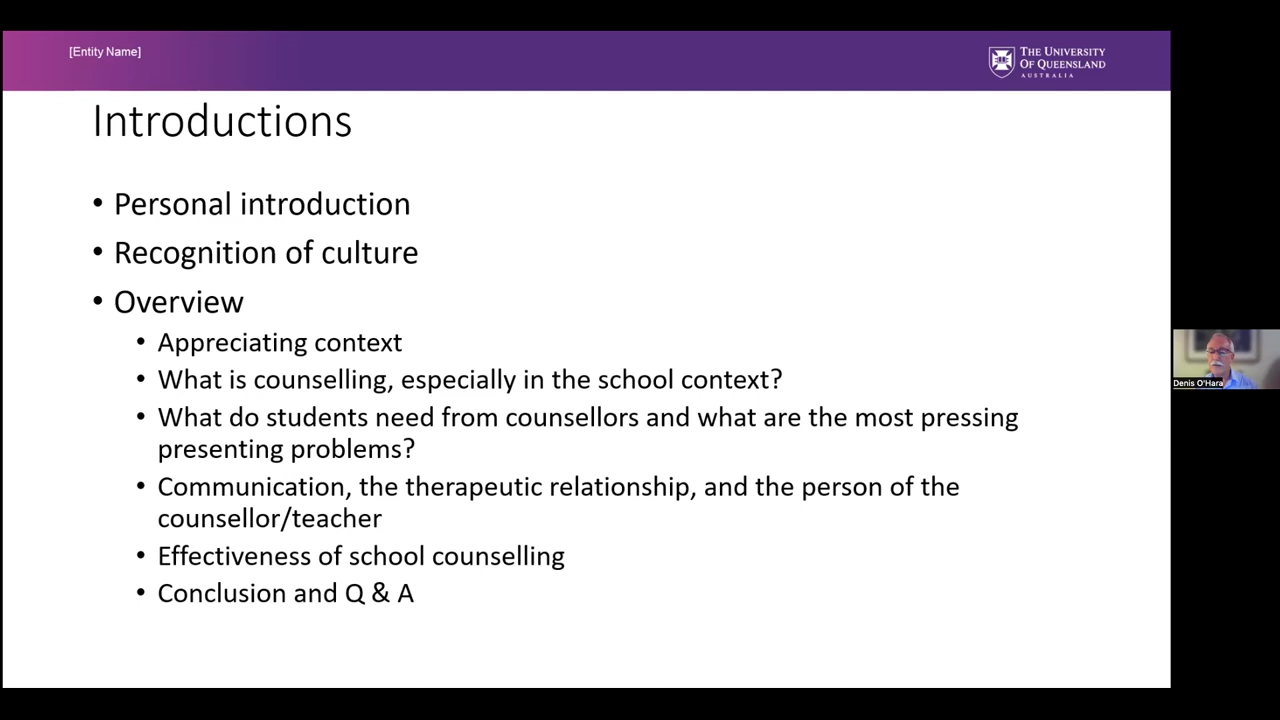 [Entity Name]
THE UNIVERSITY
OF QUEENSLAND
AUSTRALIA
Introductions
• Personal introduction
• Recognition of culture
• Overview
• Appreciating context
• What is counselling, especially in the school context?
• What do students need from counsellors and what are the most pressing
presenting problems?
• Communication, the therapeutic relationship, and the person of the
counsellor/teacher
• Effectiveness of school counselling
• Conclusion and Q & A
Denis O'Hara